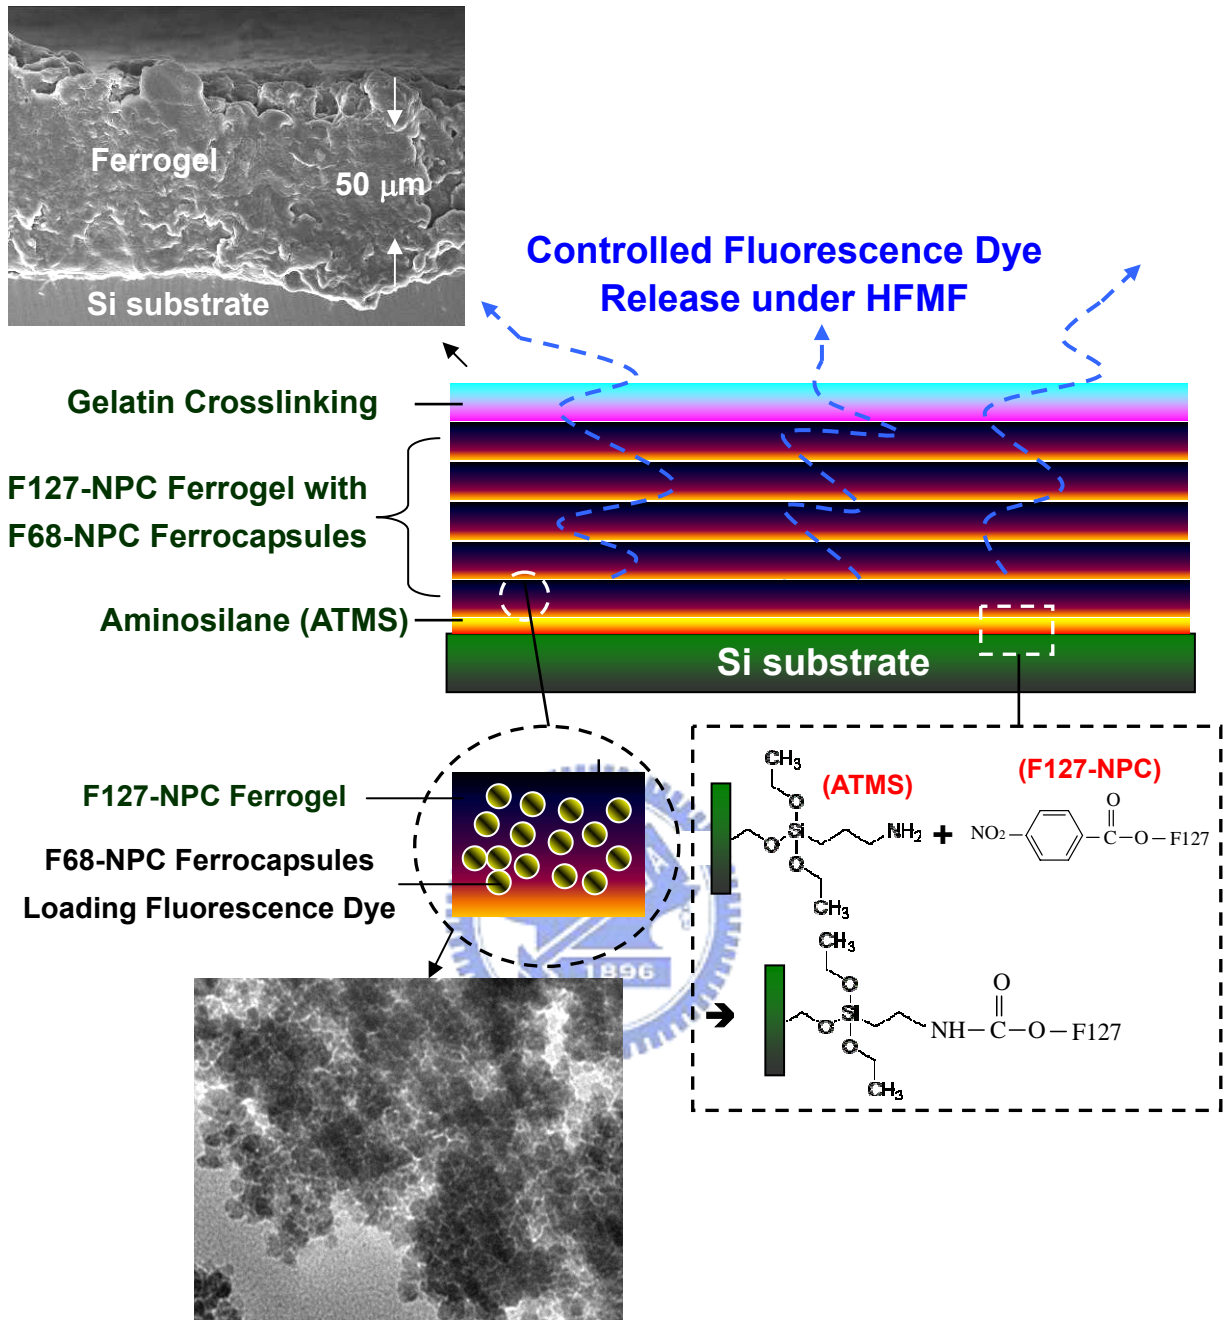 Ferrogel
50 μm
Si substrate
Controlled Fluorescence Dye
Release under HFMF
Gelatin Crosslinking
F127-NPC Ferrogel with
F68-NPC Ferrocapsules
Aminosilane (ATMS)
Si substrate
F127-NPC Ferrogel
F68-NPC Ferrocapsules
Loading Fluorescence Dye
(ATMS)
(F127-NPC)
CH₃
O
Si
NH₂
O
O
CH₃
+
NO₂
O
C
O
F127
1896
➔
CH₃
O
Si
O
O
CH₃
NH
O
C
O
F127